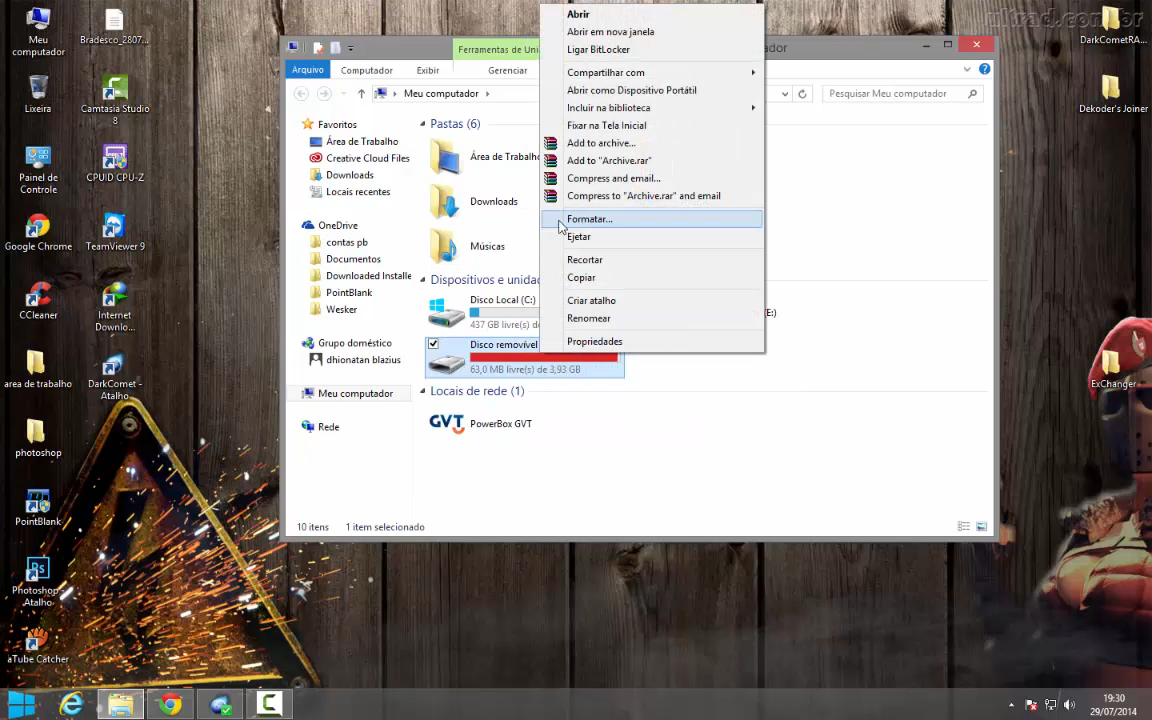 Meu computador
Bradesco_2807...
Lixeira
Camtasia Studio 8
Painel de Controle
CPUID CPU-Z
Google Chrome
TeamViewer 9
CCleaner
Internet Downlo...
area de trabalho
DarkComet - Atalho
photoshop
PointBlank
Photoshop - Atalho
aTube Catcher
Ferramentas de Uni
ador
Arquivo
Computador
Exibir
Gerenciar
Meu computador
Pesquisar Meu computador
Favoritos
Área de Trabalho
Creative Cloud Files
Downloads
Locais recentes
OneDrive
contas pb
Documentos
Downloaded Installe
PointBlank
Wesker
Grupo doméstico
dhionatan blazius
Meu computador
Rede
Pastas (6)
Área de Trabalho
Downloads
Músicas
Dispositivos e unidad
Disco Local (C:)
437 GB livre(s) de
Disco removível
63,0 MB livre(s) de 3,93 GB
(E:)
Locais de rede (1)
GVT
PowerBox GVT
10 itens
1 item selecionado
Abrir
Abrir em nova janela
Ligar BitLocker
Compartilhar com
Abrir como Dispositivo Portátil
Incluir na biblioteca
Fixar na Tela Inicial
Add to archive...
Add to "Archive.rar"
Compress and email...
Compress to "Archive.rar" and email
Formatar...
Ejetar
Recortar
Copiar
Criar atalho
Renomear
Propriedades
DarkCometRA...
Dekoder's Joiner
ExChanger
19:30
29/07/2014